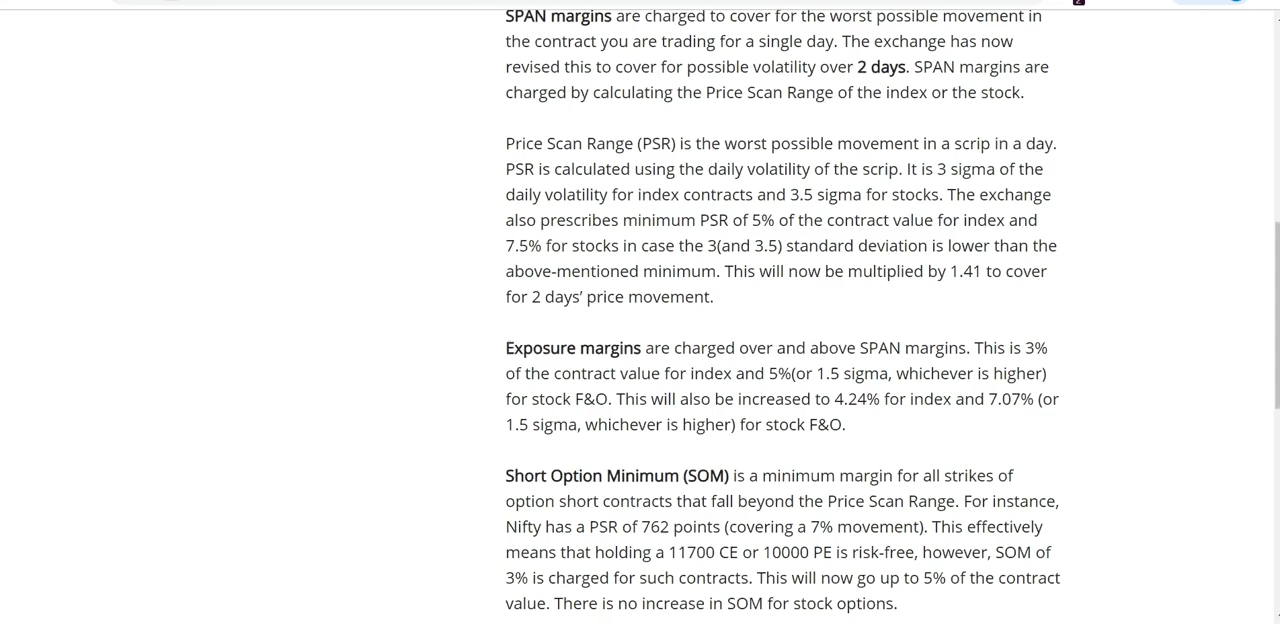 SPAN margins are charged to cover for the worst possible movement in
the contract you are trading for a single day. The exchange has now
revised this to cover for possible volatility over 2 days. SPAN margins are
charged by calculating the Price Scan Range of the index or the stock.
Price Scan Range (PSR) is the worst possible movement in a scrip in a day.
PSR is calculated using the daily volatility of the scrip. It is 3 sigma of the
daily volatility for index contracts and 3.5 sigma for stocks. The exchange
also prescribes minimum PSR of 5% of the contract value for index and
7.5% for stocks in case the 3(and 3.5) standard deviation is lower than the
above-mentioned minimum. This will now be multiplied by 1.41 to cover
for 2 days’ price movement.
Exposure margins are charged over and above SPAN margins. This is 3%
of the contract value for index and 5%(or 1.5 sigma, whichever is higher)
for stock F&O. This will also be increased to 4.24% for index and 7.07% (or
1.5 sigma, whichever is higher) for stock F&O.
Short Option Minimum (SOM) is a minimum margin for all strikes of
option short contracts that fall beyond the Price Scan Range. For instance,
Nifty has a PSR of 762 points (covering a 7% movement). This effectively
means that holding a 11700 CE or 10000 PE is risk-free, however, SOM of
3% is charged for such contracts. This will now go up to 5% of the contract
value. There is no increase in SOM for stock options.